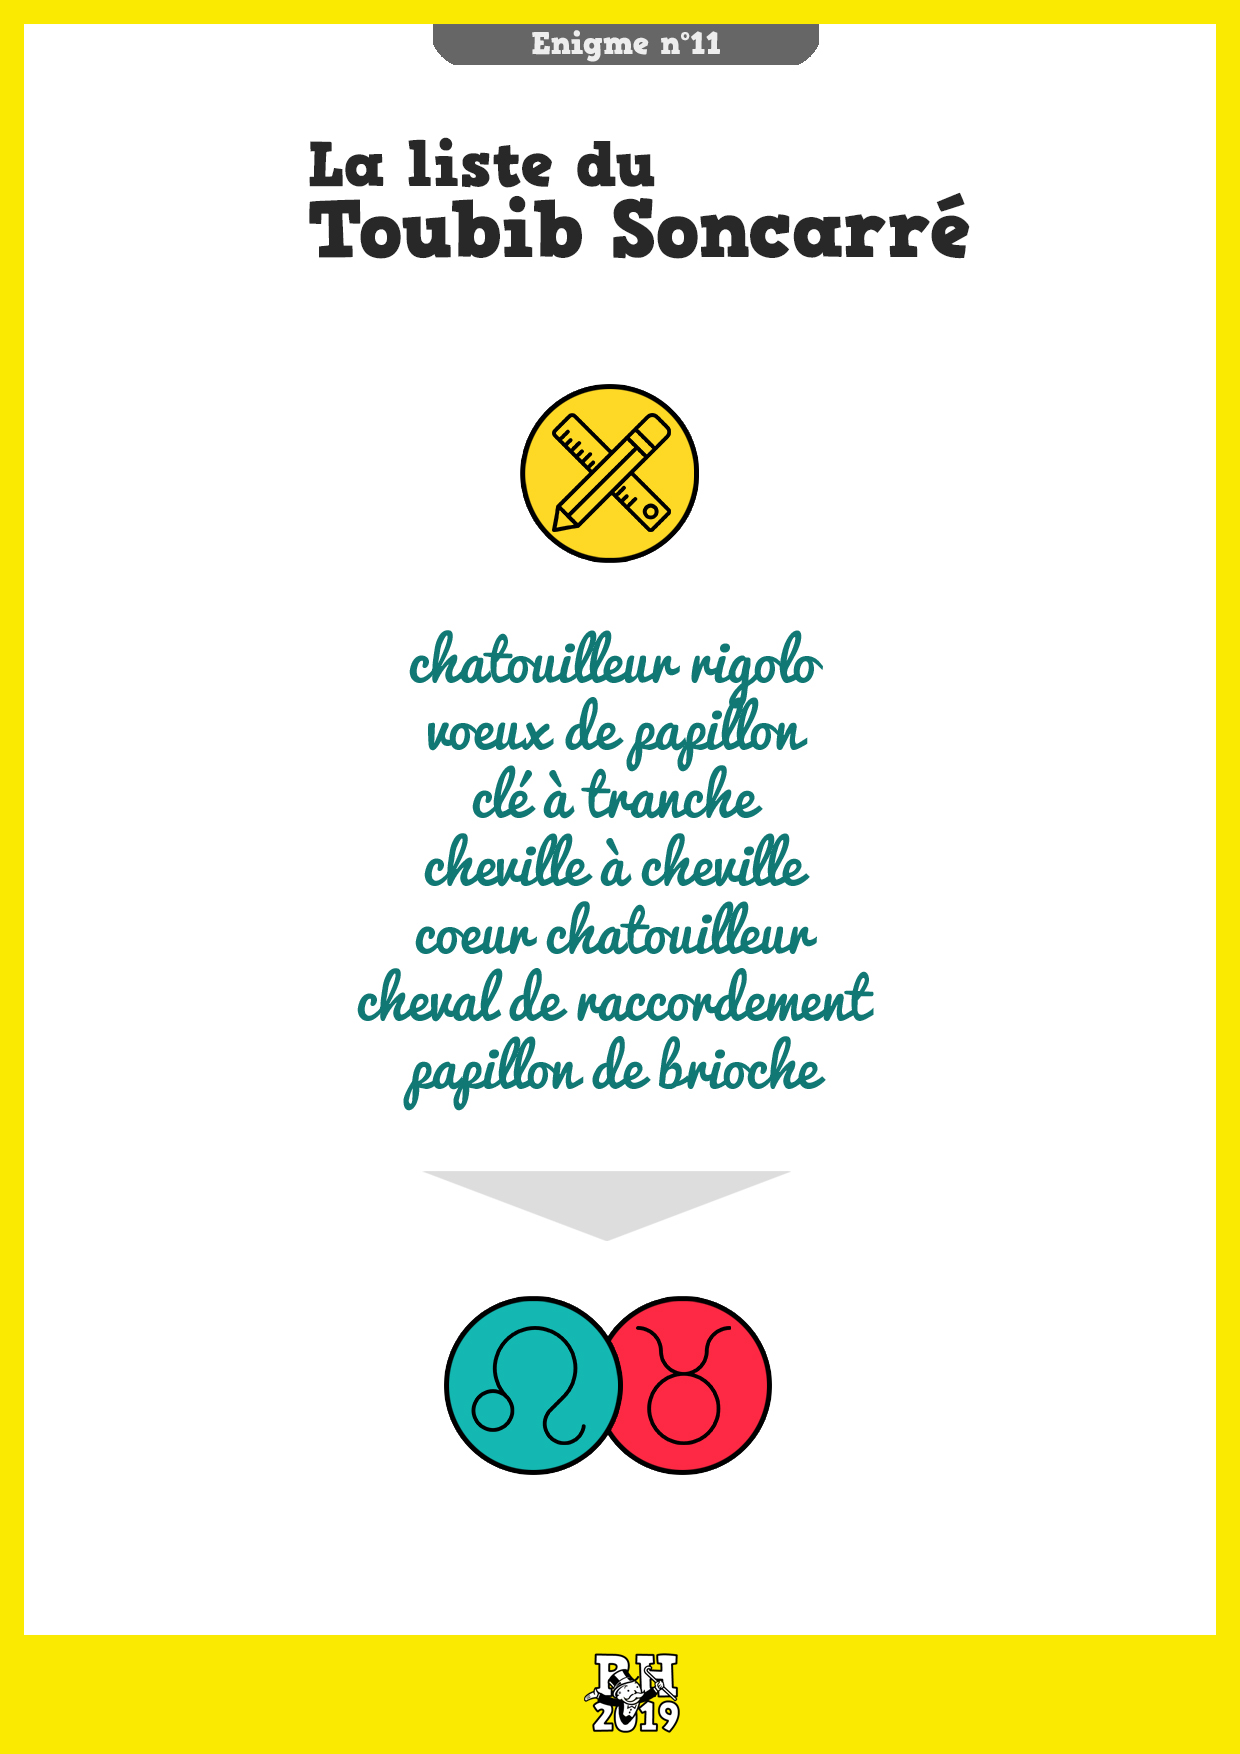 Enigme n°11
La liste du
Toubib Soncarré
chatouilleur rigolo
voeux de papillon
clé à tranche
cheville à cheville
coeur chatouilleur
cheval de raccordement
papillon de brioche
BH
2019